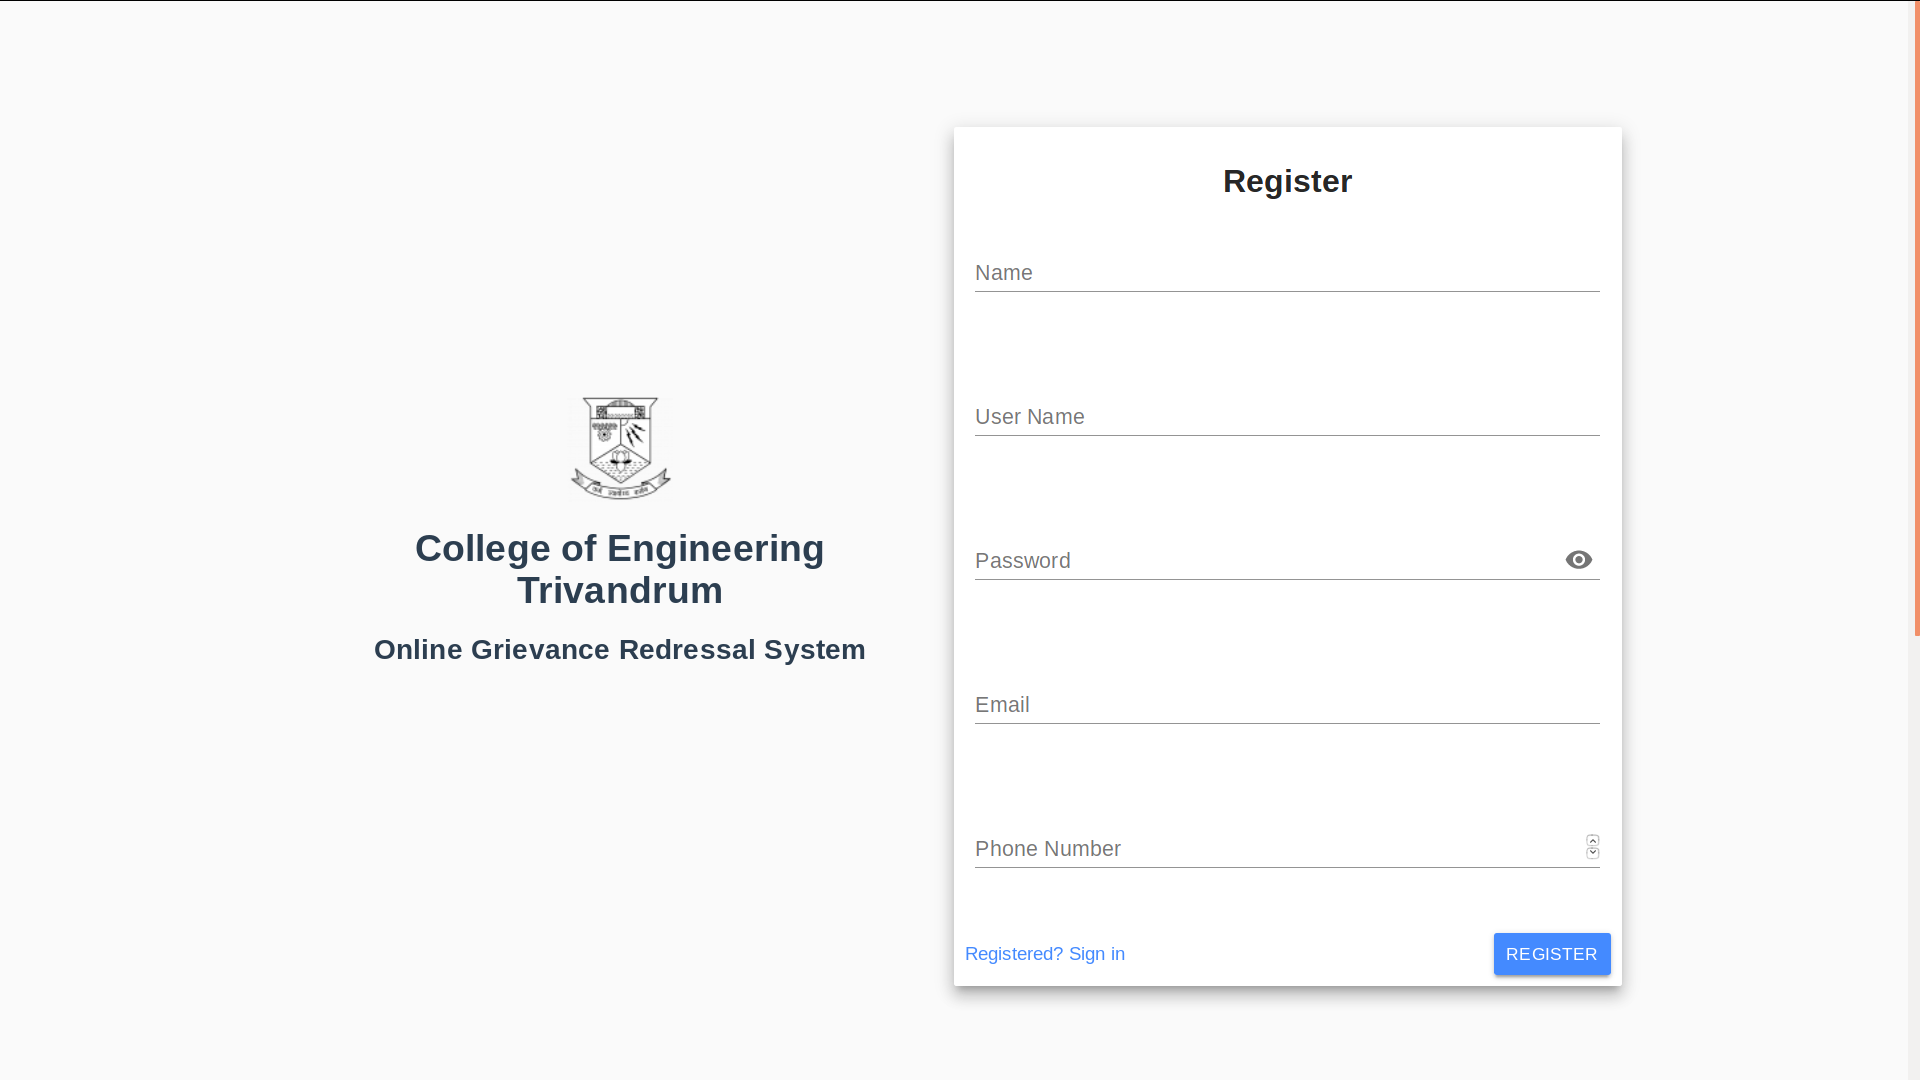 College of Engineering
Trivandrum
Online Grievance Redressal System
Register
Name
User Name
Password
Email
Phone Number
Registered? Sign in
REGISTER